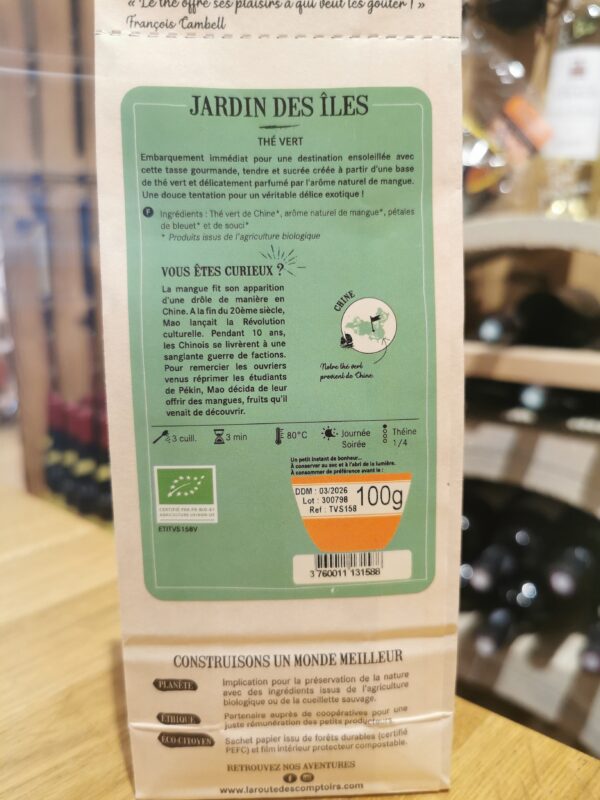 « Le thé offre ses plaisirs à qui veut les goûter ! »
François Cambell
JARDIN DES ÎLES
THÉ VERT
Embarquement immédiat pour une destination ensoleillée avec
cette tasse gourmande, tendre et sucrée créée à partir d'une base
de thé vert et délicatement parfumé par l'arôme naturel de mangue.
Une douce tentation pour un véritable délice exotique !
F Ingrédients : Thé vert de Chine*, arôme naturel de mangue*, pétales
de bleuet* et de souci*
* Produits issus de l'agriculture biologique
VOUS ÊTES CURIEUX ?
La mangue fit son apparition
d'une drôle de manière en
Chine. A la fin du 20ème siècle,
Mao lançait la Révolution
culturelle. Pendant 10 ans,
les Chinois se livrèrent à une
sanglante guerre de factions.
Pour remercier les ouvriers
venus réprimer les étudiants
de Pékin, Mao décida de leur
offrir des mangues, fruits qu'il
venait de découvrir.
CHINE
Notre thé vert
provient de Chine.
3 cuill.
3 min
80°C
Journée
Soirée
Théine
1/4
Un petit instant de bonheur...
A conserver au sec et à l'abri de la lumière.
A consommer de préférence avant le :
DDM : 03/2026
Lot : 300798
Ref : TVS158
100g
CERTIFIÉ PAR FR-BIO-01
AGRICULTURE UE/NON-UE
ETITVS158V
3 760011 131588
CONSTRUISONS UN MONDE MEILLEUR
PLANÈTE
Implication pour la préservation de la nature
avec des ingrédients issus de l'agriculture
biologique ou de la cueillette sauvage.
ÉTHIQUE
Partenaire auprès de coopératives pour une
juste rémunération des petits producteurs.
ÉCO-CITOYEN
Sachet papier issu de forêts durables (certifié
PEFC) et film intérieur protecteur compostable.
RETROUVEZ NOS AVENTURES
www.laroutedescomptoirs.com